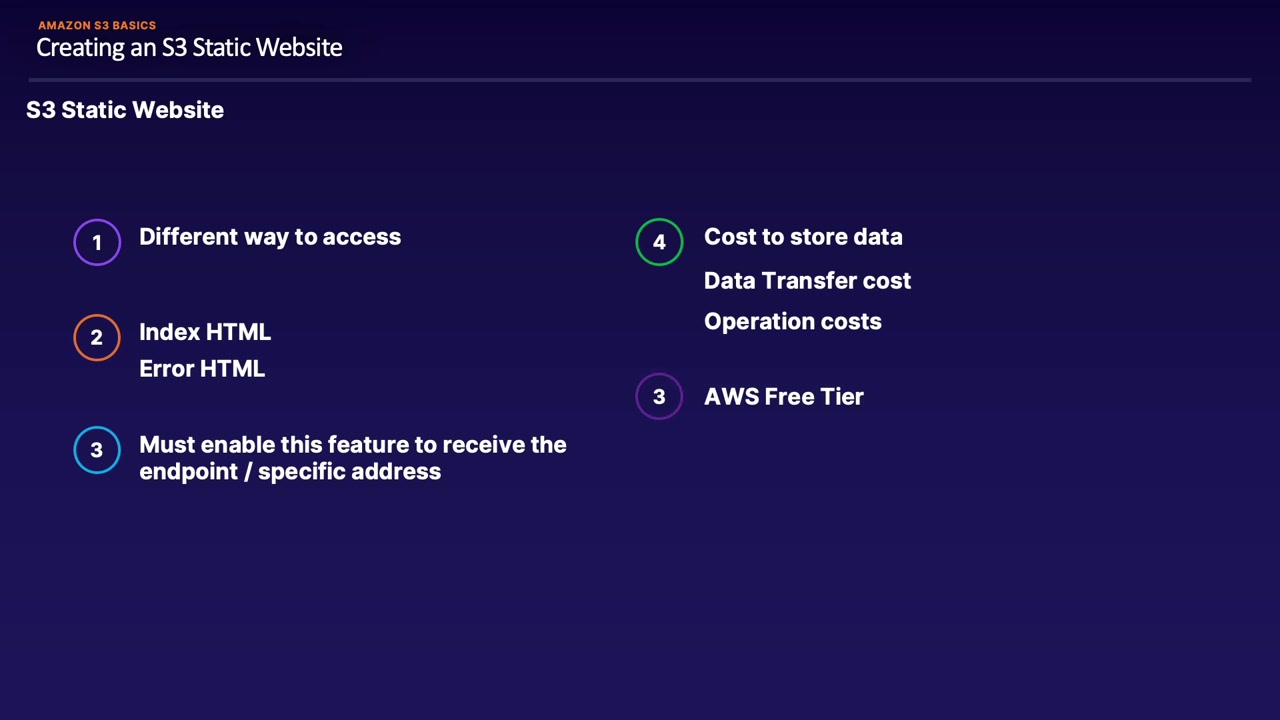 AMAZON S3 BASICS
Creating an S3 Static Website
S3 Static Website
1
Different way to access
2
Index HTML
Error HTML
3
Must enable this feature to receive the
endpoint / specific address
4
Cost to store data
Data Transfer cost
Operation costs
3
AWS Free Tier